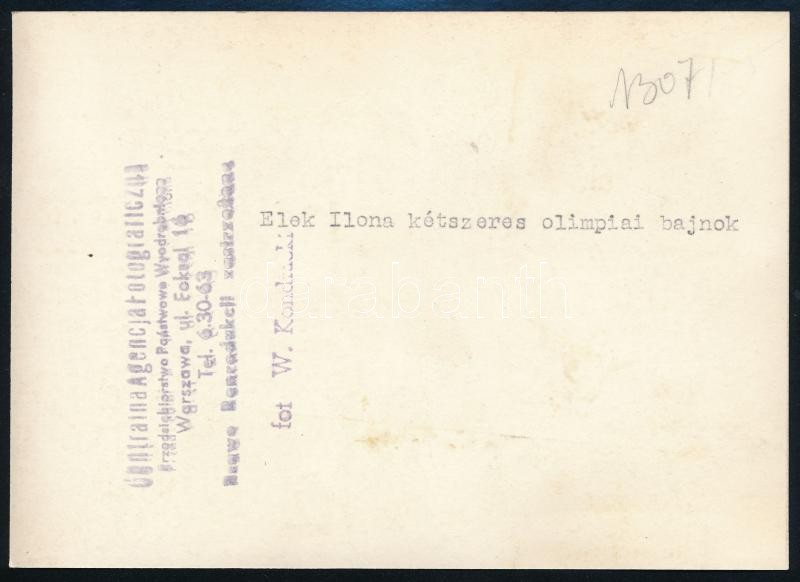 13071
Elek Ilona kétszeres olimpiai bajnok
Centralna Agencja Fotograficzna
Przedsiębiorstwo Państwowe Wyodrębnione
Warszawa, ul. Foksal 16
Tel. 6.30-63
Prawo Reprodukcji zastrzeżone
fot W.
darabanth